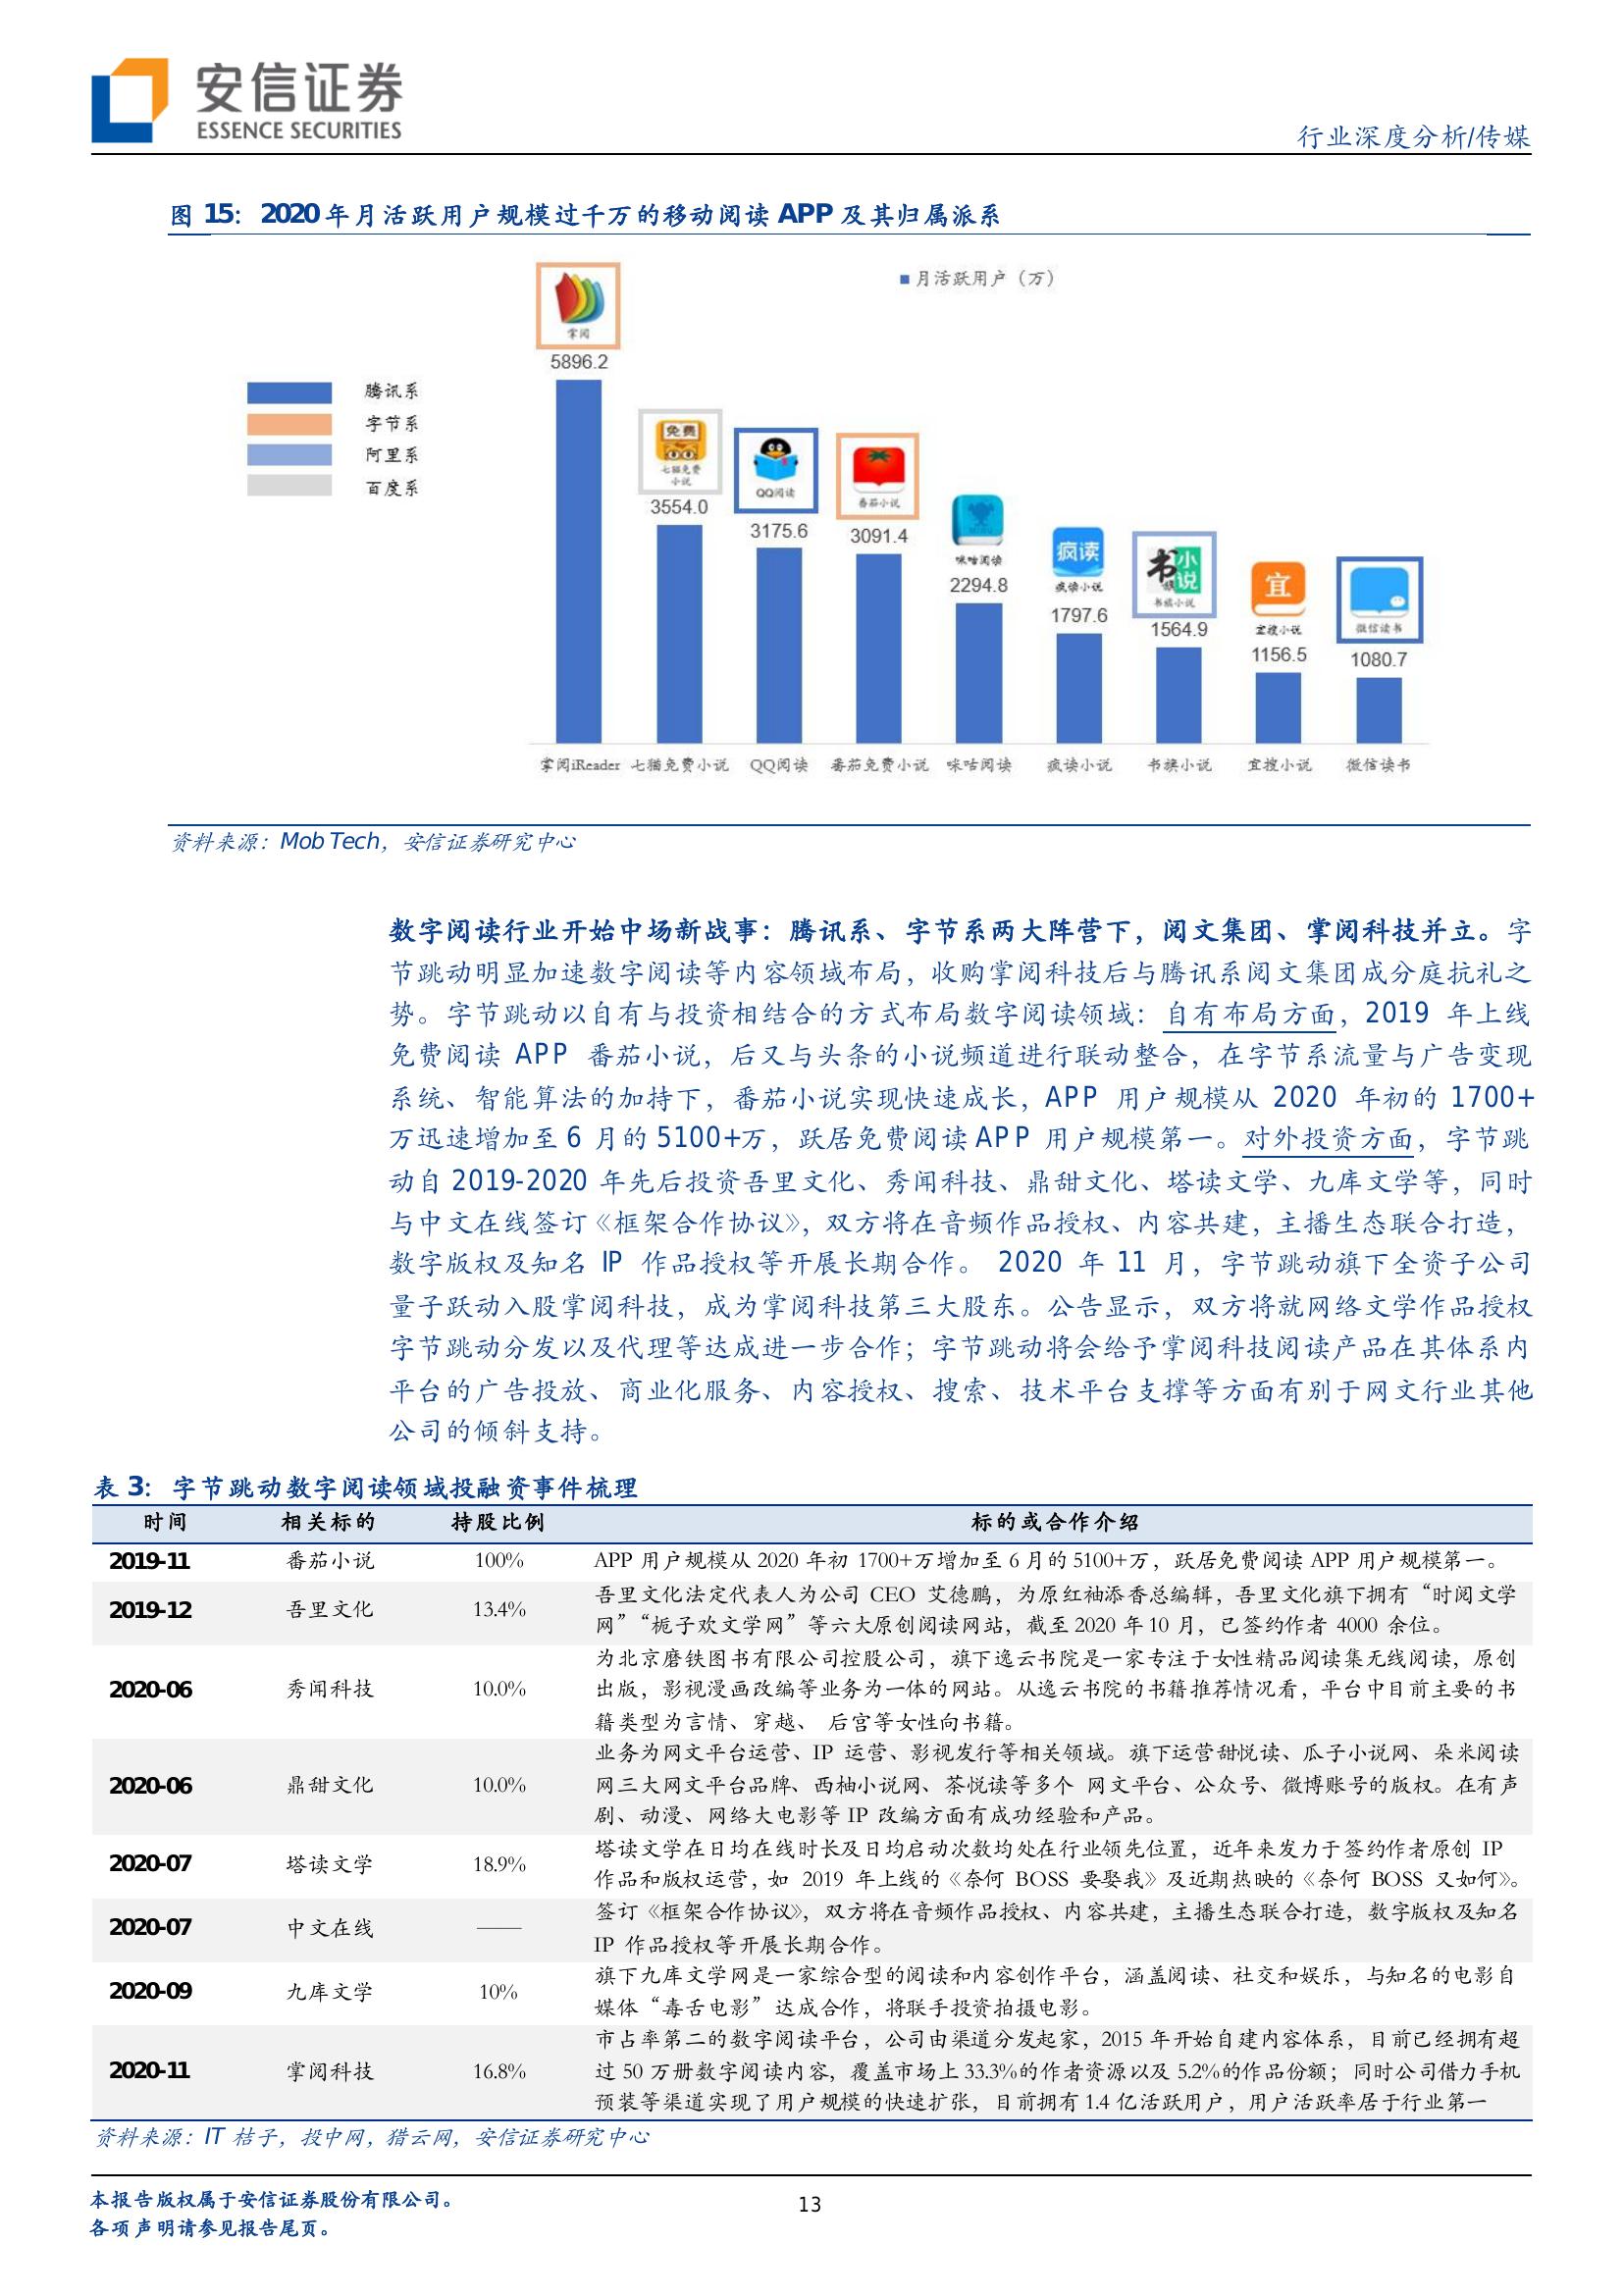 安信证券
ESSENCE SECURITIES
行业深度分析/传媒
图 15：2020 年月活跃用户规模过千万的移动阅读 APP 及其归属派系
月活跃用户（万）
腾讯系
字节系
阿里系
百度系
掌阅
5896.2
免费
七猫免费
小说
3554.0
QQ阅读
3175.6
番茄小说
3091.4
咪咕阅读
2294.8
疯读
疯读小说
1797.6
书旗小说
书旗小说
1564.9
宜
宜搜小说
1156.5
微信读书
1080.7
掌阅iReader 七猫免费小说 QQ阅读 番茄免费小说 咪咕阅读 疯读小说 书旗小说 宜搜小说 微信读书
资料来源：MobTech，安信证券研究中心
数字阅读行业开始中场新战事：腾讯系、字节系两大阵营下，阅文集团、掌阅科技并立。字
节跳动明显加速数字阅读等内容领域布局，收购掌阅科技后与腾讯系阅文集团成分庭抗礼之
势。字节跳动以自有与投资相结合的方式布局数字阅读领域：自有布局方面，2019 年上线
免费阅读 APP 番茄小说，后又与头条的小说频道进行联动整合，在字节系流量与广告变现
系统、智能算法的加持下，番茄小说实现快速成长，APP 用户规模从 2020 年初的 1700+
万迅速增加至 6 月的 5100+万，跃居免费阅读 APP 用户规模第一。对外投资方面，字节跳
动自 2019-2020 年先后投资吾里文化、秀闻科技、鼎甜文化、塔读文学、九库文学等，同时
与中文在线签订《框架合作协议》，双方将在音频作品授权、内容共建，主播生态联合打造，
数字版权及知名 IP 作品授权等开展长期合作。 2020 年 11 月，字节跳动旗下全资子公司
量子跃动入股掌阅科技，成为掌阅科技第三大股东。公告显示，双方将就网络文学作品授权
字节跳动分发以及代理等达成进一步合作；字节跳动将会给予掌阅科技阅读产品在其体系内
平台的广告投放、商业化服务、内容授权、搜索、技术平台支撑等方面有别于网文行业其他
公司的倾斜支持。
表 3：字节跳动数字阅读领域投融资事件梳理
时间 相关标的 持股比例 标的或合作介绍
2019-11 番茄小说 100% APP 用户规模从 2020 年初 1700+万增加至 6 月的 5100+万，跃居免费阅读 APP 用户规模第一。
2019-12 吾里文化 13.4% 吾里文化法定代表人为公司 CEO 艾德鹏，为原红袖添香总编辑，吾里文化旗下拥有“时阅文学
网”“栀子欢文学网”等六大原创阅读网站，截至 2020 年 10 月，已签约作者 4000 余位。
2020-06 秀闻科技 10.0% 为北京磨铁图书有限公司控股公司，旗下逸云书院是一家专注于女性精品阅读集无线阅读，原创
出版，影视漫画改编等业务为一体的网站。从逸云书院的书籍推荐情况看，平台中目前主要的书
籍类型为言情、穿越、 后宫等女性向书籍。
2020-06 鼎甜文化 10.0% 业务为网文平台运营、IP 运营、影视发行等相关领域。旗下运营甜悦读、瓜子小说网、朵米阅读
网三大网文平台品牌、西柚小说网、茶悦读等多个 网文平台、公众号、微博账号的版权。在有声
剧、动漫、网络大电影等 IP 改编方面有成功经验和产品。
2020-07 塔读文学 18.9% 塔读文学在日均在线时长及日均启动次数均处在行业领先位置，近年来发力于签约作者原创 IP
作品和版权运营，如 2019 年上线的《奈何 BOSS 要娶我》及近期热映的《奈何 BOSS 又如何》。
2020-07 中文在线 —— 签订《框架合作协议》，双方将在音频作品授权、内容共建，主播生态联合打造，数字版权及知名
IP 作品授权等开展长期合作。
2020-09 九库文学 10% 旗下九库文学网是一家综合型的阅读和内容创作平台，涵盖阅读、社交和娱乐，与知名的电影自
媒体“毒舌电影”达成合作，将联手投资拍摄电影。
2020-11 掌阅科技 16.8% 市占率第二的数字阅读平台，公司由渠道分发起家，2015 年开始自建内容体系，目前已经拥有超
过 50 万册数字阅读内容，覆盖市场上 33.3%的作者资源以及 5.2%的作品份额；同时公司借力手机
预装等渠道实现了用户规模的快速扩张，目前拥有 1.4 亿活跃用户，用户活跃率居于行业第一
资料来源：IT 桔子，投中网，猎云网，安信证券研究中心
本报告版权属于安信证券股份有限公司。
各项声明请参见报告尾页。
13